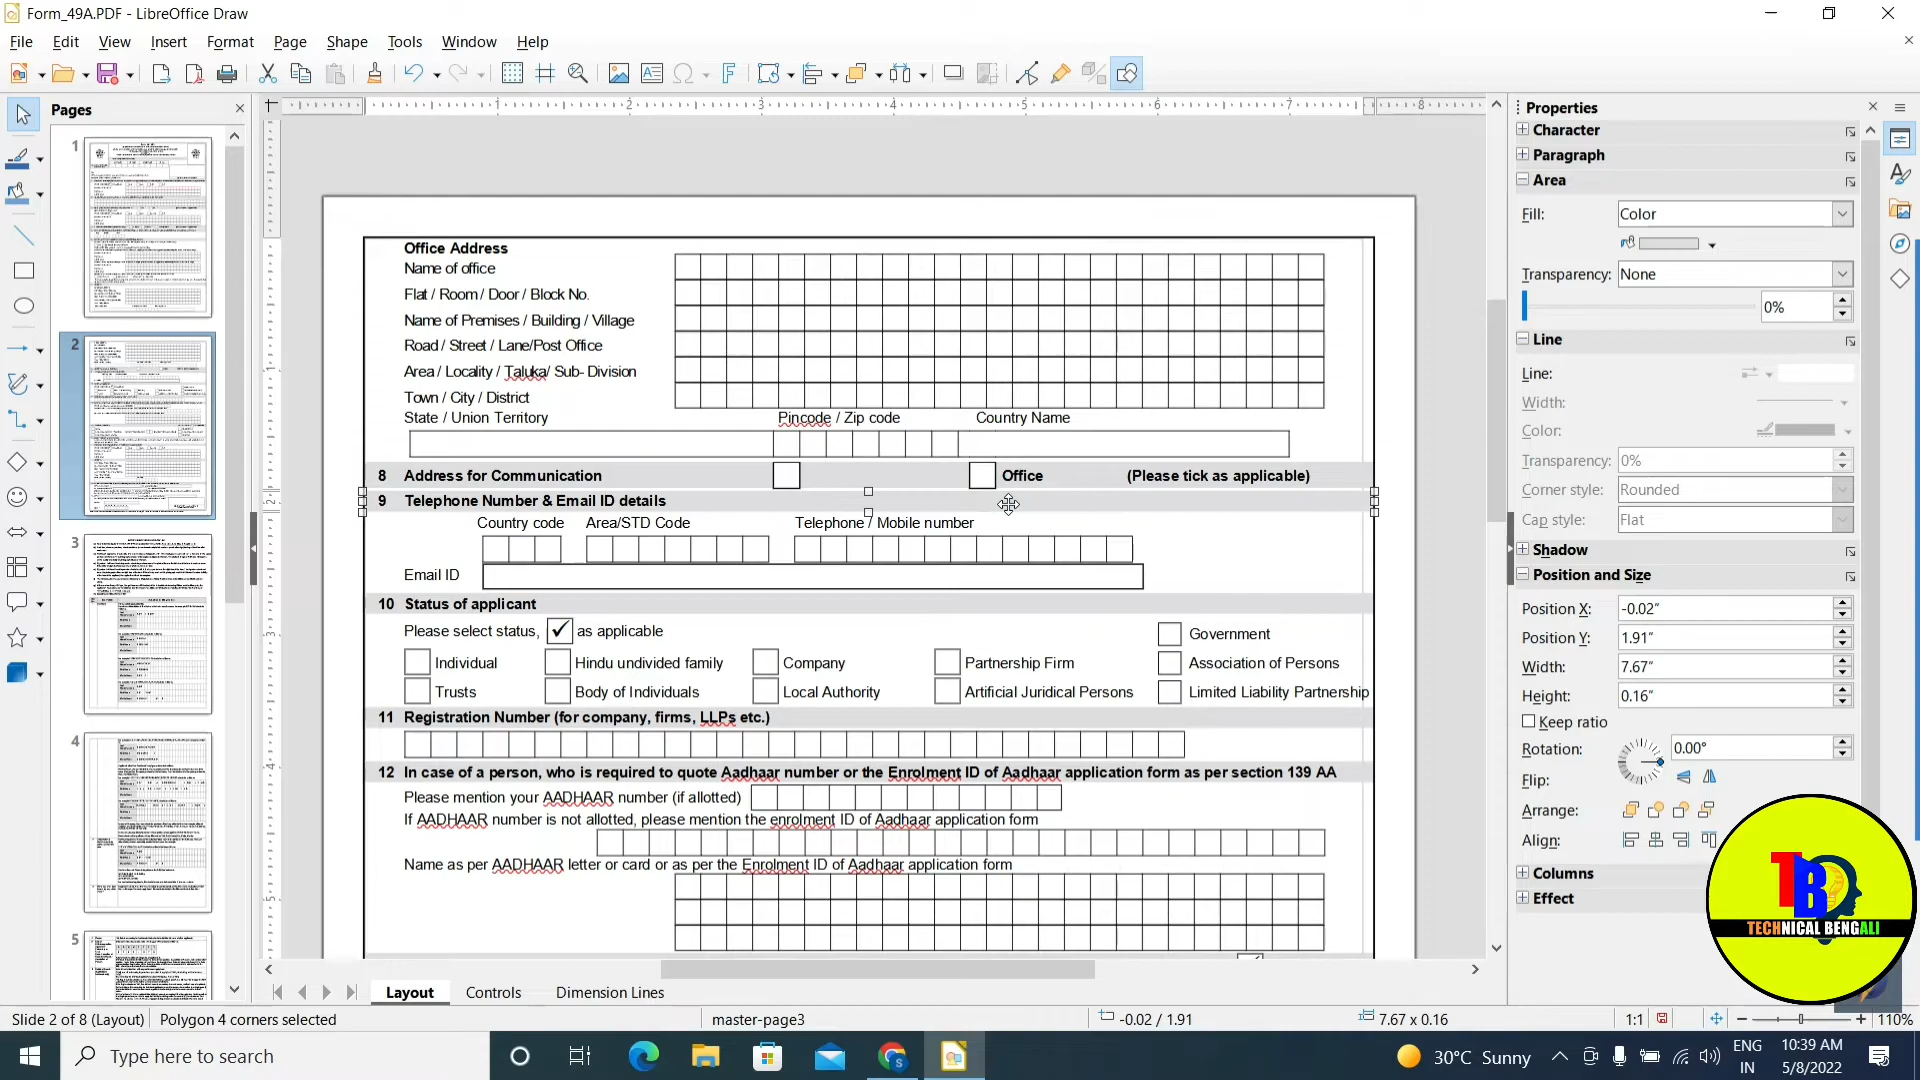 Form_49A.PDF - LibreOffice Draw
File Edit View Insert Format Page Shape Tools Window Help
Pages
1
2
3
4
5
Office Address
Name of office
Flat / Room / Door / Block No.
Name of Premises / Building / Village
Road / Street / Lane/Post Office
Area / Locality / Taluka/ Sub- Division
Town / City / District
State / Union Territory Pincode / Zip code Country Name
8 Address for Communication Office (Please tick as applicable)
9 Telephone Number & Email ID details
Country code Area/STD Code Telephone / Mobile number
Email ID
10 Status of applicant
Please select status, ✓ as applicable Government
Individual Hindu undivided family Company Partnership Firm Association of Persons
Trusts Body of Individuals Local Authority Artificial Juridical Persons Limited Liability Partnership
11 Registration Number (for company, firms, LLPs etc.)
12 In case of a person, who is required to quote Aadhaar number or the Enrolment ID of Aadhaar application form as per section 139 AA
Please mention your AADHAAR number (if allotted)
If AADHAAR number is not allotted, please mention the enrolment ID of Aadhaar application form
Name as per AADHAAR letter or card or as per the Enrolment ID of Aadhaar application form
Properties
Character
Paragraph
Area
Fill: Color
Transparency: None
0%
Line
Line:
Width:
Color:
Transparency: 0%
Corner style: Rounded
Cap style: Flat
Shadow
Position and Size
Position X: -0.02"
Position Y: 1.91"
Width: 7.67"
Height: 0.16"
Keep ratio
Rotation: 0.00°
Flip:
Arrange:
Align:
Columns
Effect
TB
TECHNICAL BENGALI
Layout Controls Dimension Lines
Slide 2 of 8 (Layout) Polygon 4 corners selected master-page3 -0.02 / 1.91 7.67 x 0.16 1:1 110%
Type here to search
30°C Sunny
ENG
IN
10:39 AM
5/8/2022